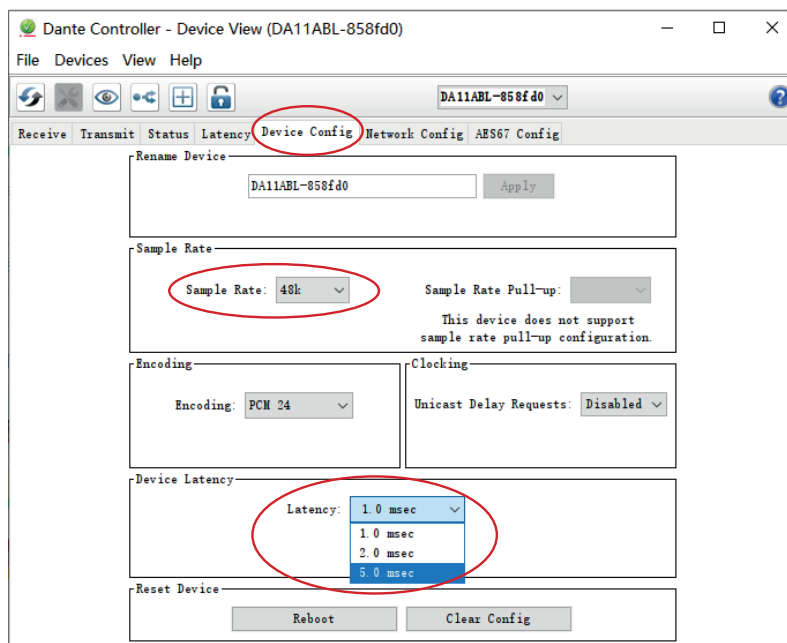 Dante Controller - Device View (DA11ABL-858fd0)
File Devices View Help
DA11ABL-858fd0
Receive Transmit Status Latency Device Config Network Config AES67 Config
Rename Device
DA11ABL-858fd0 Apply
Sample Rate
Sample Rate: 48k Sample Rate Pull-up:
This device does not support
sample rate pull-up configuration.
Encoding Clocking
Encoding: PCM 24 Unicast Delay Requests: Disabled
Device Latency
Latency: 1.0 msec
1.0 msec
2.0 msec
5.0 msec
Reset Device
Reboot Clear Config